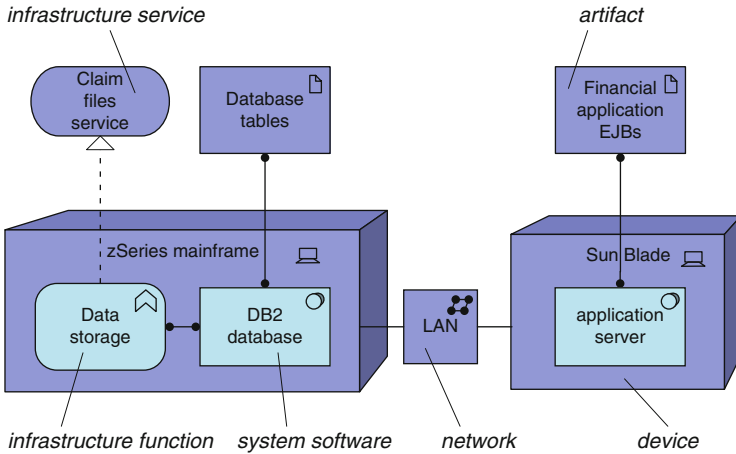 infrastructure service
artifact
Claim
files
service
Database
tables
Financial
application
EJBs
zSeries mainframe
Sun Blade
Data
storage
DB2
database
LAN
application
server
infrastructure function
system software
network
device